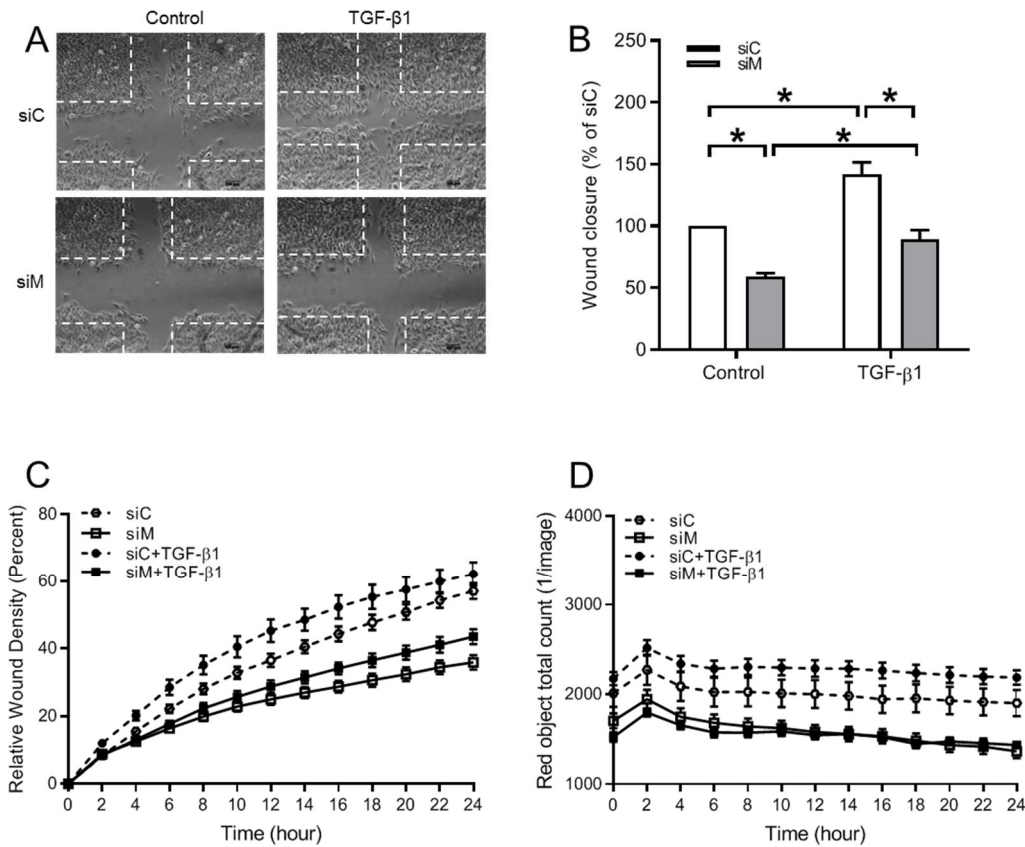 A
Control
TGF-β1
siC
siM
B
siC
siM
Wound closure (% of siC)
250
200
150
100
50
0
*
*
*
*
Control
TGF-β1
C
siC
siM
siC+TGF-β1
siM+TGF-β1
Relative Wound Density (Percent)
80
60
40
20
0
0 2 4 6 8 10 12 14 16 18 20 22 24
Time (hour)
D
siC
siM
siC+TGF-β1
siM+TGF-β1
Red object total count (1/image)
4000
3000
2000
1000
0 2 4 6 8 10 12 14 16 18 20 22 24
Time (hour)